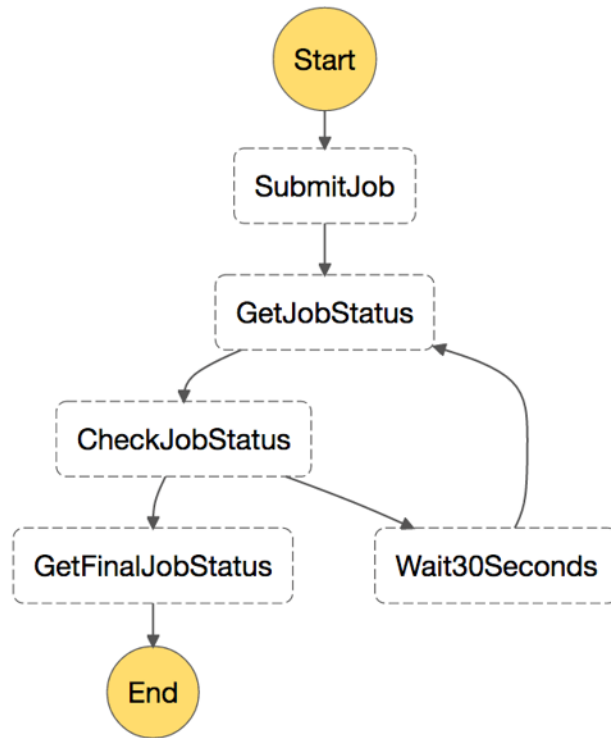 Start
SubmitJob
GetJobStatus
CheckJobStatus
GetFinalJobStatus
Wait30Seconds
End